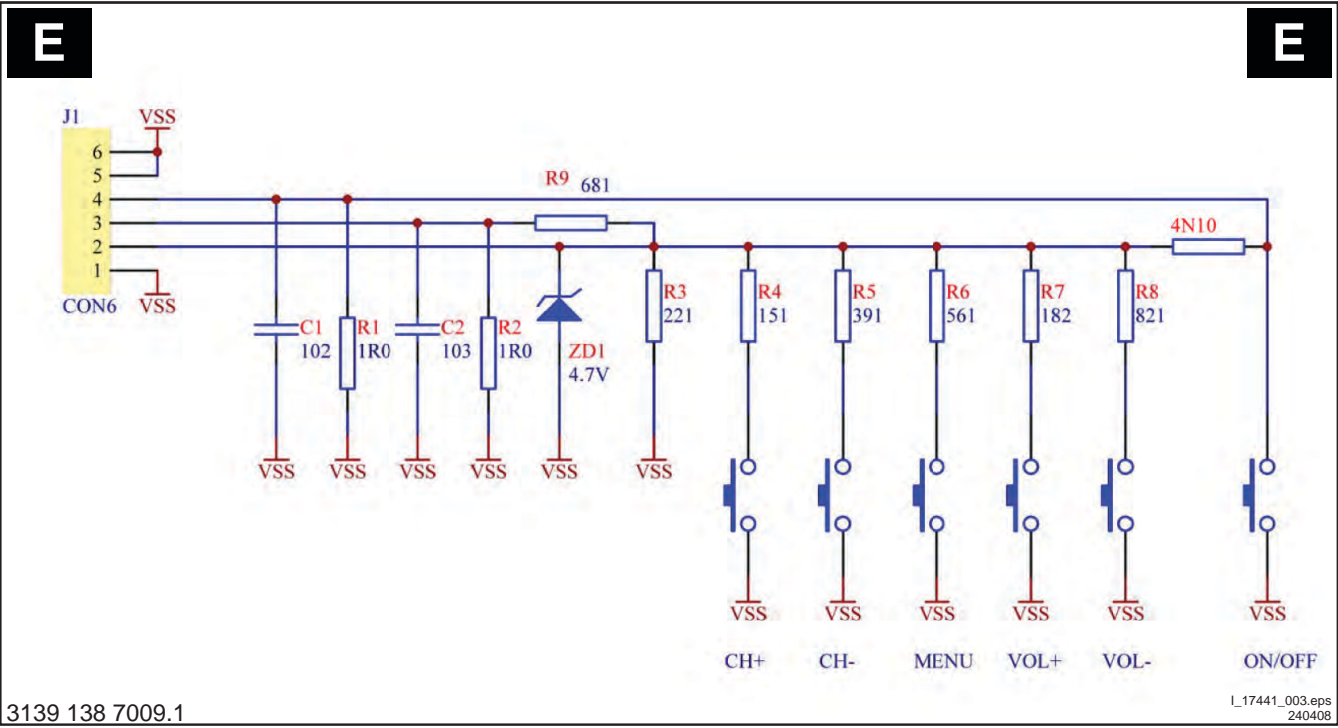 E
E
J1
VSS
6
5
4
3
2
1
CON6
VSS
R9 681
4N10
C1
102
R1
1R0
C2
103
R2
1R0
ZD1
4.7V
R3
221
R4
151
R5
391
R6
561
R7
182
R8
821
VSS VSS VSS VSS VSS VSS
VSS VSS VSS VSS VSS VSS
CH+ CH- MENU VOL+ VOL- ON/OFF
3139 138 7009.1
I_17441_003.eps
240408